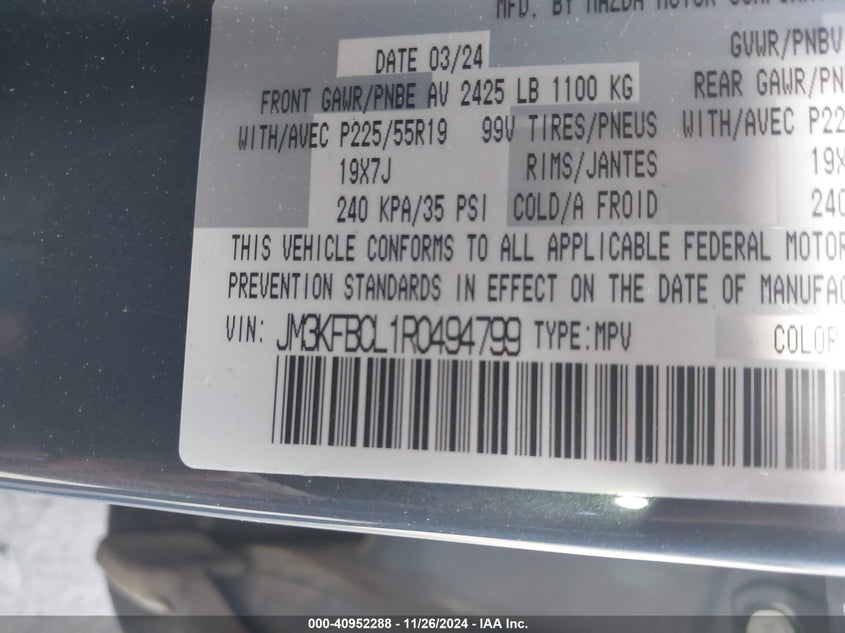 MFD. BY MAZDA MOTOR CORPORAT
DATE 03/24 GVWR/PNBV
FRONT GAWR/PNBE AV 2425 LB 1100 KG REAR GAWR/PN
WITH/AVEC P225/55R19 99V TIRES/PNEUS WITH/AVEC P22
19X7J RIMS/JANTES 19X
240 KPA/35 PSI COLD/A FROID 240
THIS VEHICLE CONFORMS TO ALL APPLICABLE FEDERAL MOTOR
PREVENTION STANDARDS IN EFFECT ON THE DATE OF MANUFAC
VIN: JM3KFBCL1R0494799 TYPE:MPV COLOR
000-40952288 - 11/26/2024 - IAA Inc.